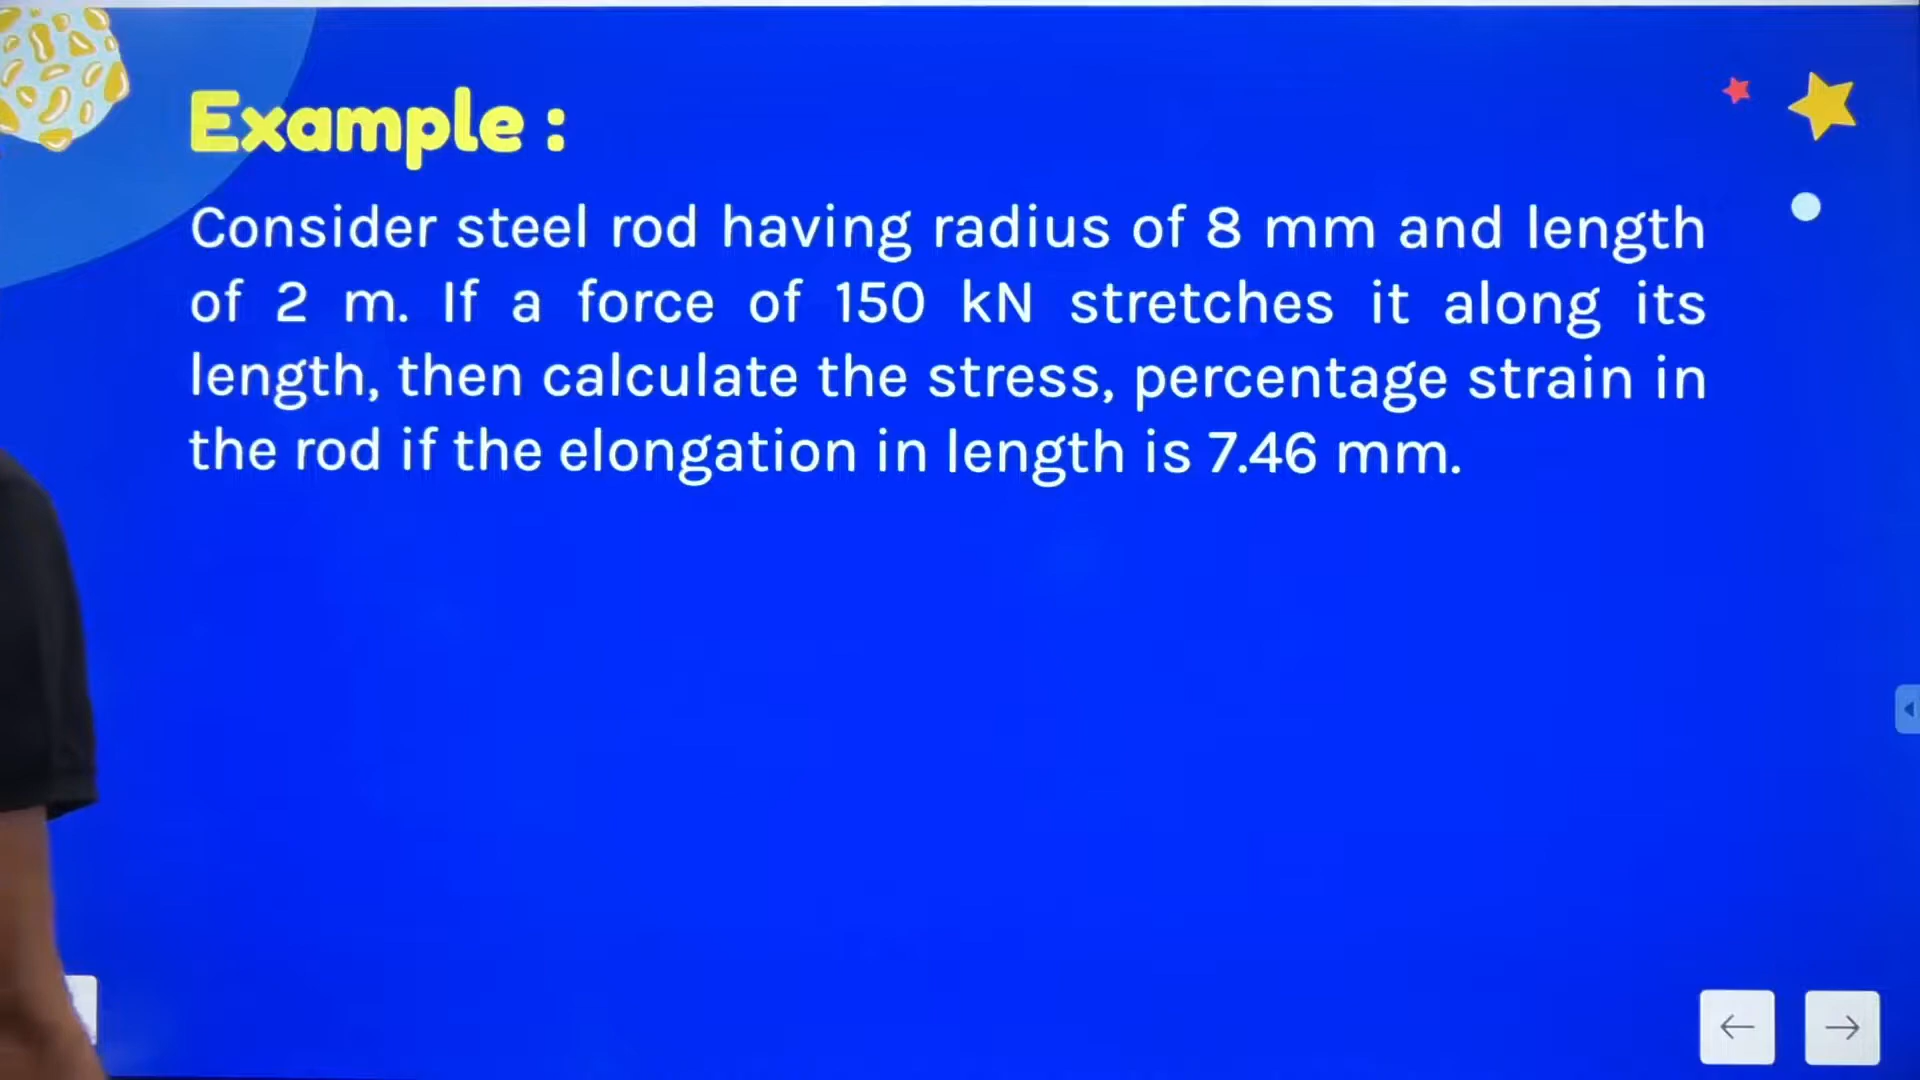 Example :
Consider steel rod having radius of 8 mm and length
of 2 m. If a force of 150 kN stretches it along its
length, then calculate the stress, percentage strain in
the rod if the elongation in length is 7.46 mm.